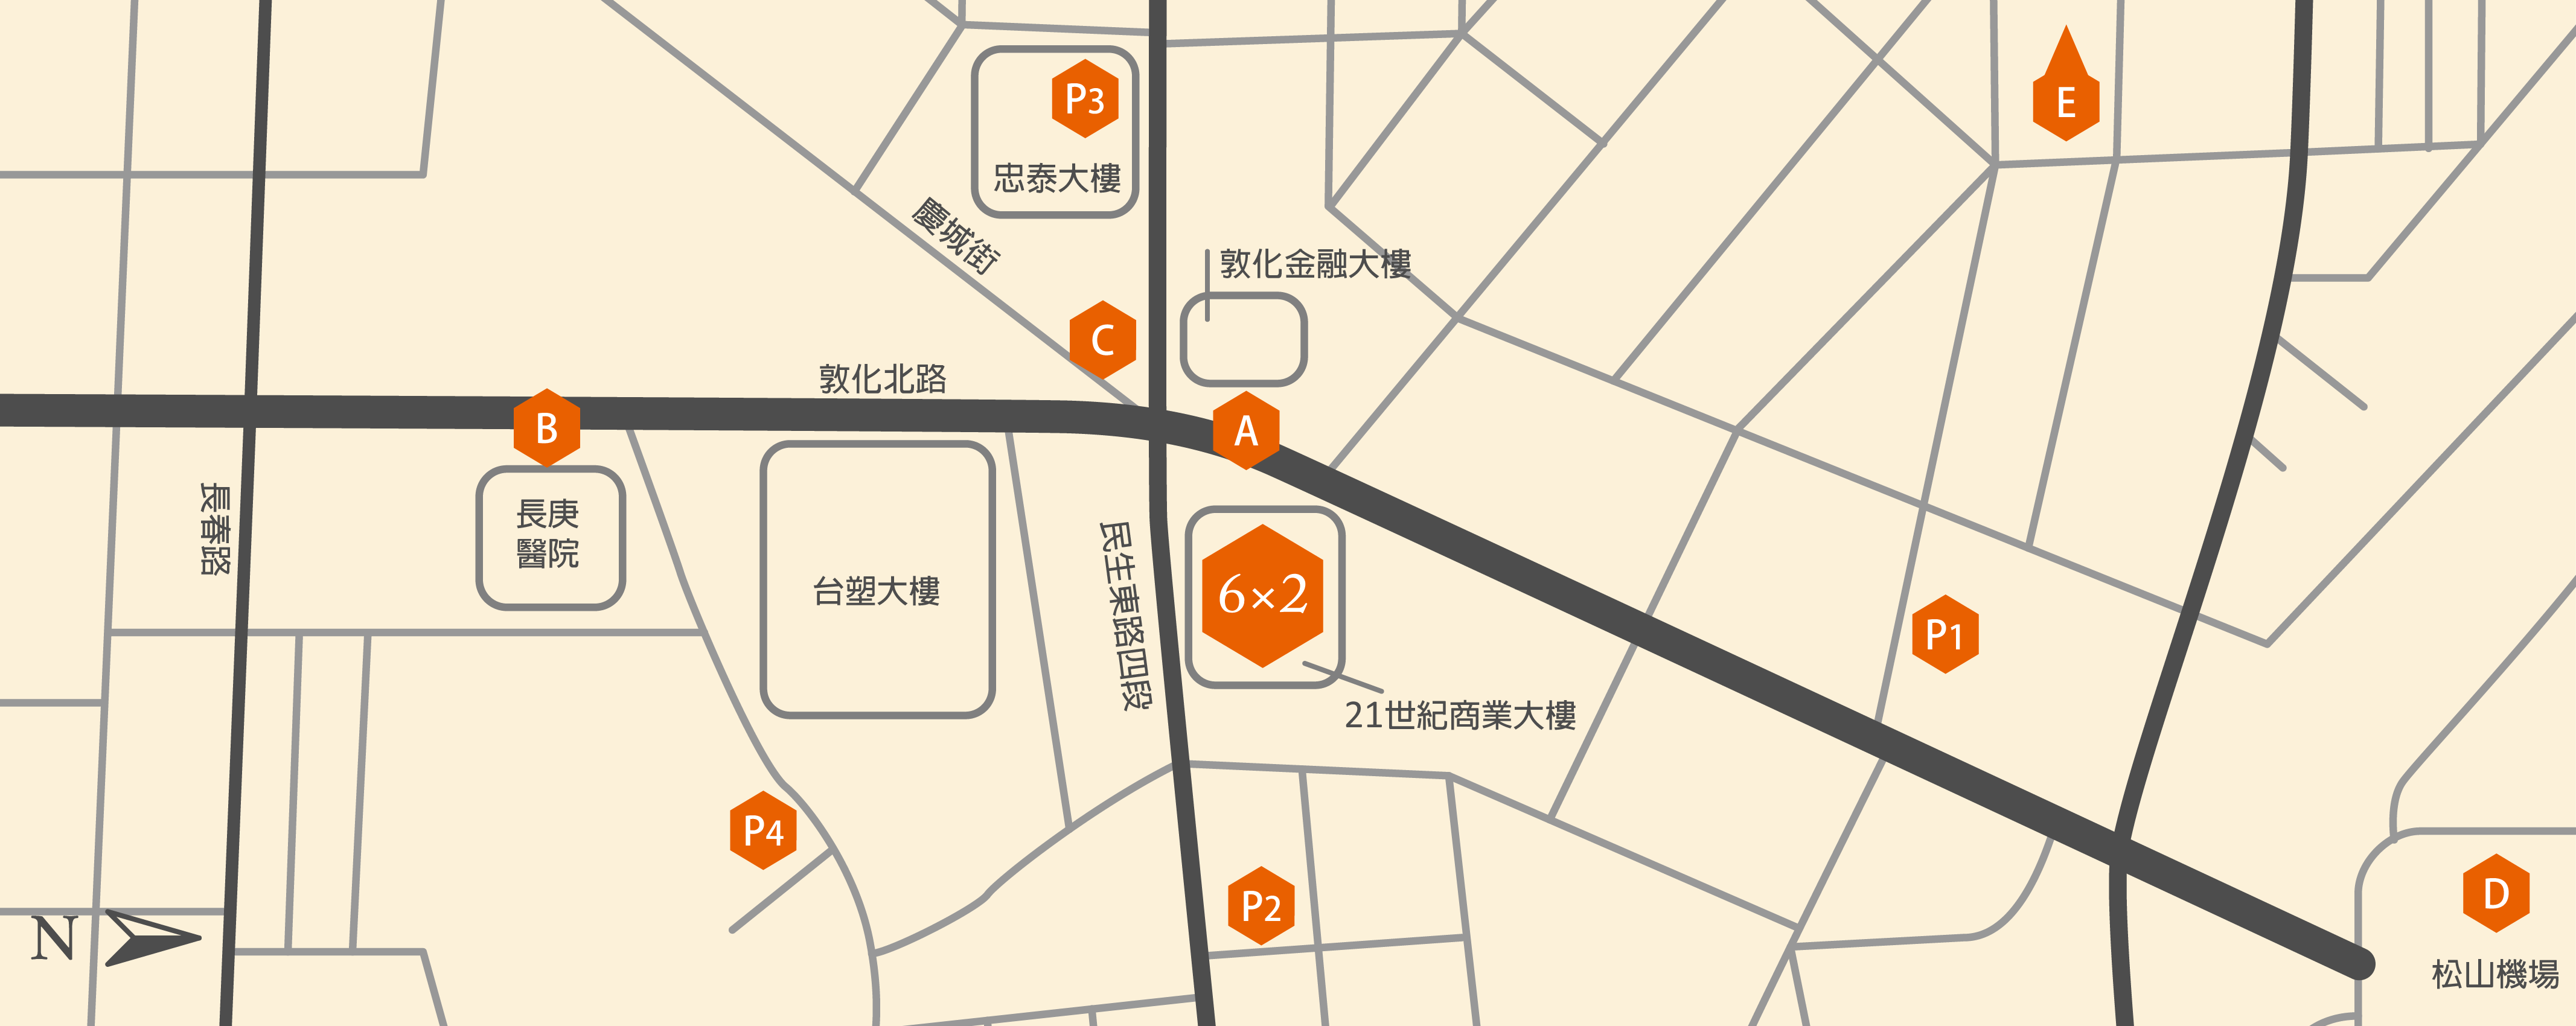 P3
忠泰大樓
E
慶城街
敦化金融大樓
C
敦化北路
B
A
長春路
長庚
醫院
台塑大樓
民生東路四段
6×2
21世紀商業大樓
P1
P4
P2
D
松山機場
N